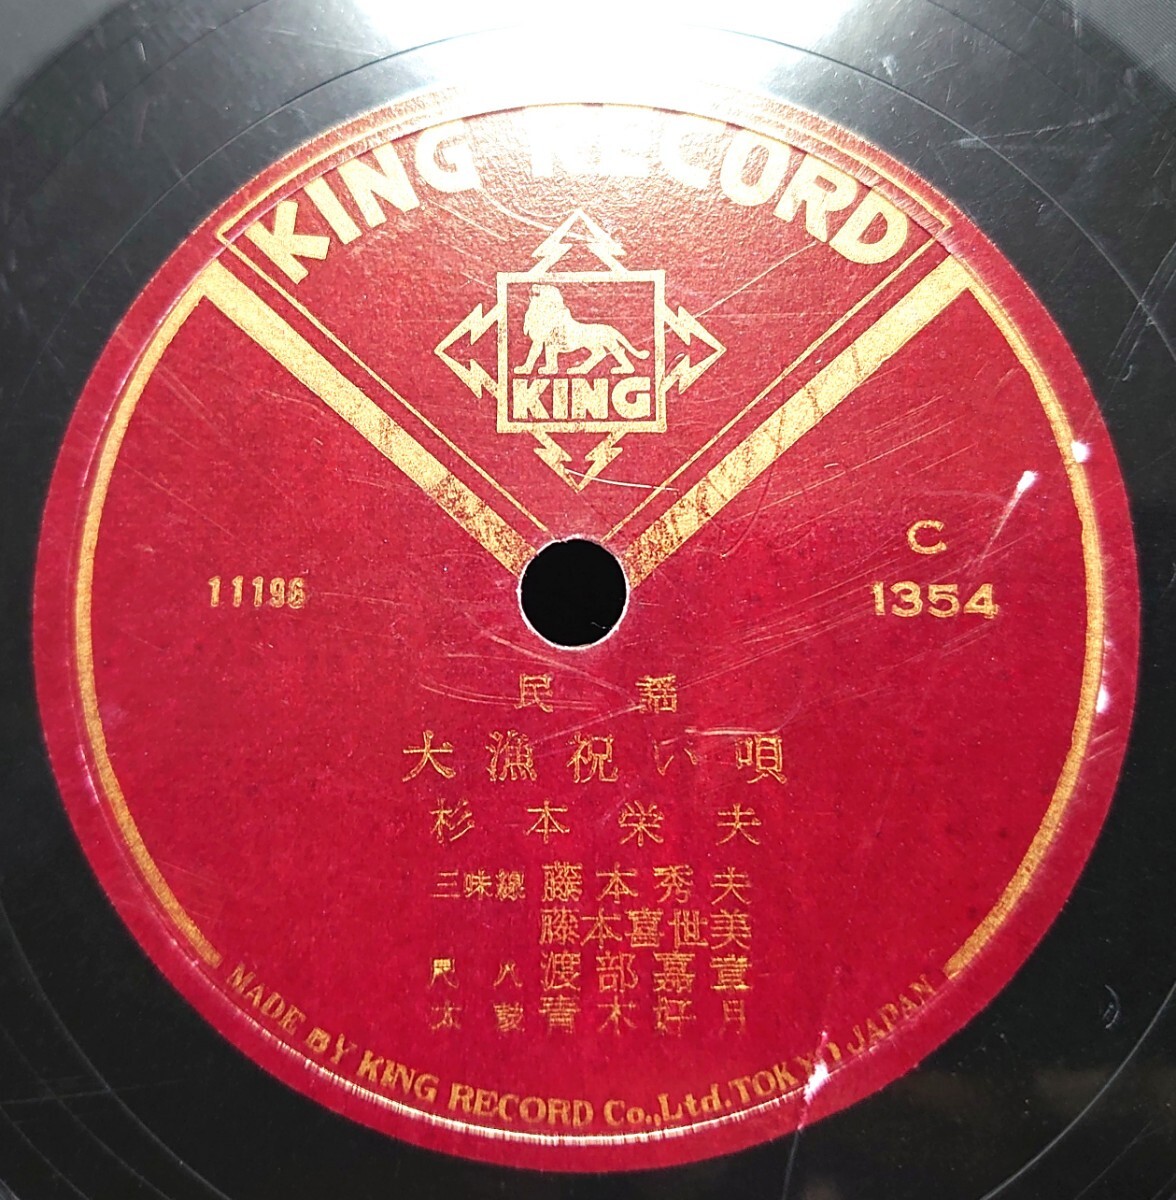 KING RECORD
KING
C
11196
1354
民謡
大漁祝い唄
杉本栄夫
三味線 藤本秀夫
藤本喜世美
尺八 渡部嘉章
太鼓 青木好月
MADE BY KING RECORD Co.,Ltd. TOKYO JAPAN